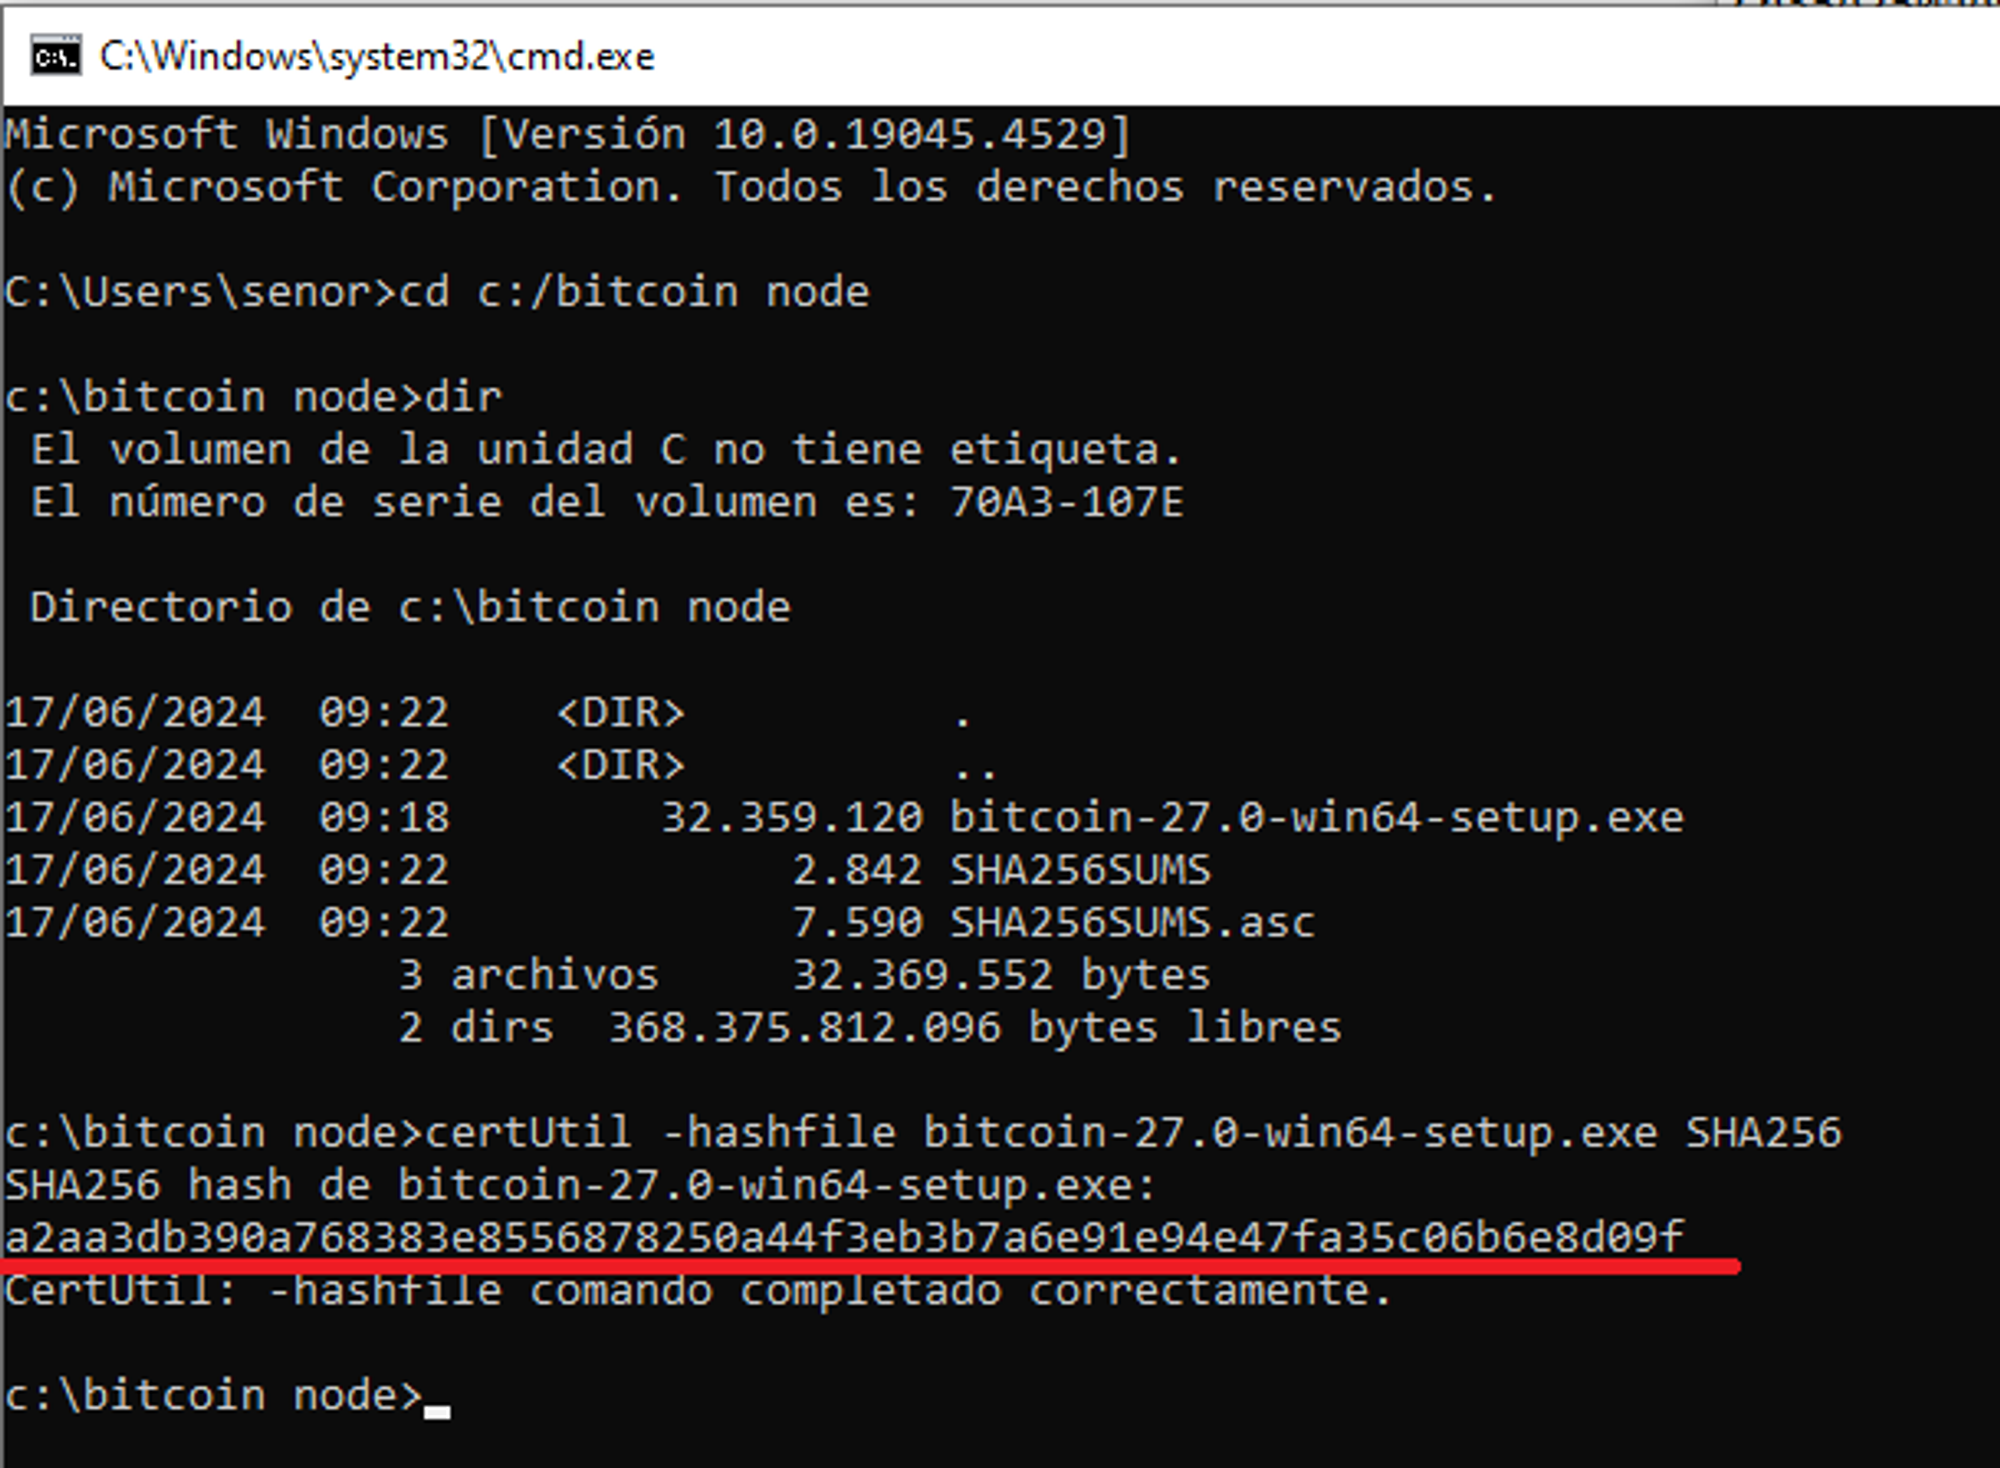 C:\Windows\system32\cmd.exe
Microsoft Windows [Versión 10.0.19045.4529]
(c) Microsoft Corporation. Todos los derechos reservados.
C:\Users\senor>cd c:/bitcoin node
c:\bitcoin node>dir
El volumen de la unidad C no tiene etiqueta.
El número de serie del volumen es: 70A3-107E
Directorio de c:\bitcoin node
17/06/2024 09:22 <DIR> .
17/06/2024 09:22 <DIR> ..
17/06/2024 09:18 32.359.120 bitcoin-27.0-win64-setup.exe
17/06/2024 09:22 2.842 SHA256SUMS
17/06/2024 09:22 7.590 SHA256SUMS.asc
3 archivos 32.369.552 bytes
2 dirs 368.375.812.096 bytes libres
c:\bitcoin node>certUtil -hashfile bitcoin-27.0-win64-setup.exe SHA256
SHA256 hash de bitcoin-27.0-win64-setup.exe:
a2aa3db390a768383e8556878250a44f3eb3b7a6e91e94e47fa35c06b6e8d09f
CertUtil: -hashfile comando completado correctamente.
c:\bitcoin node>